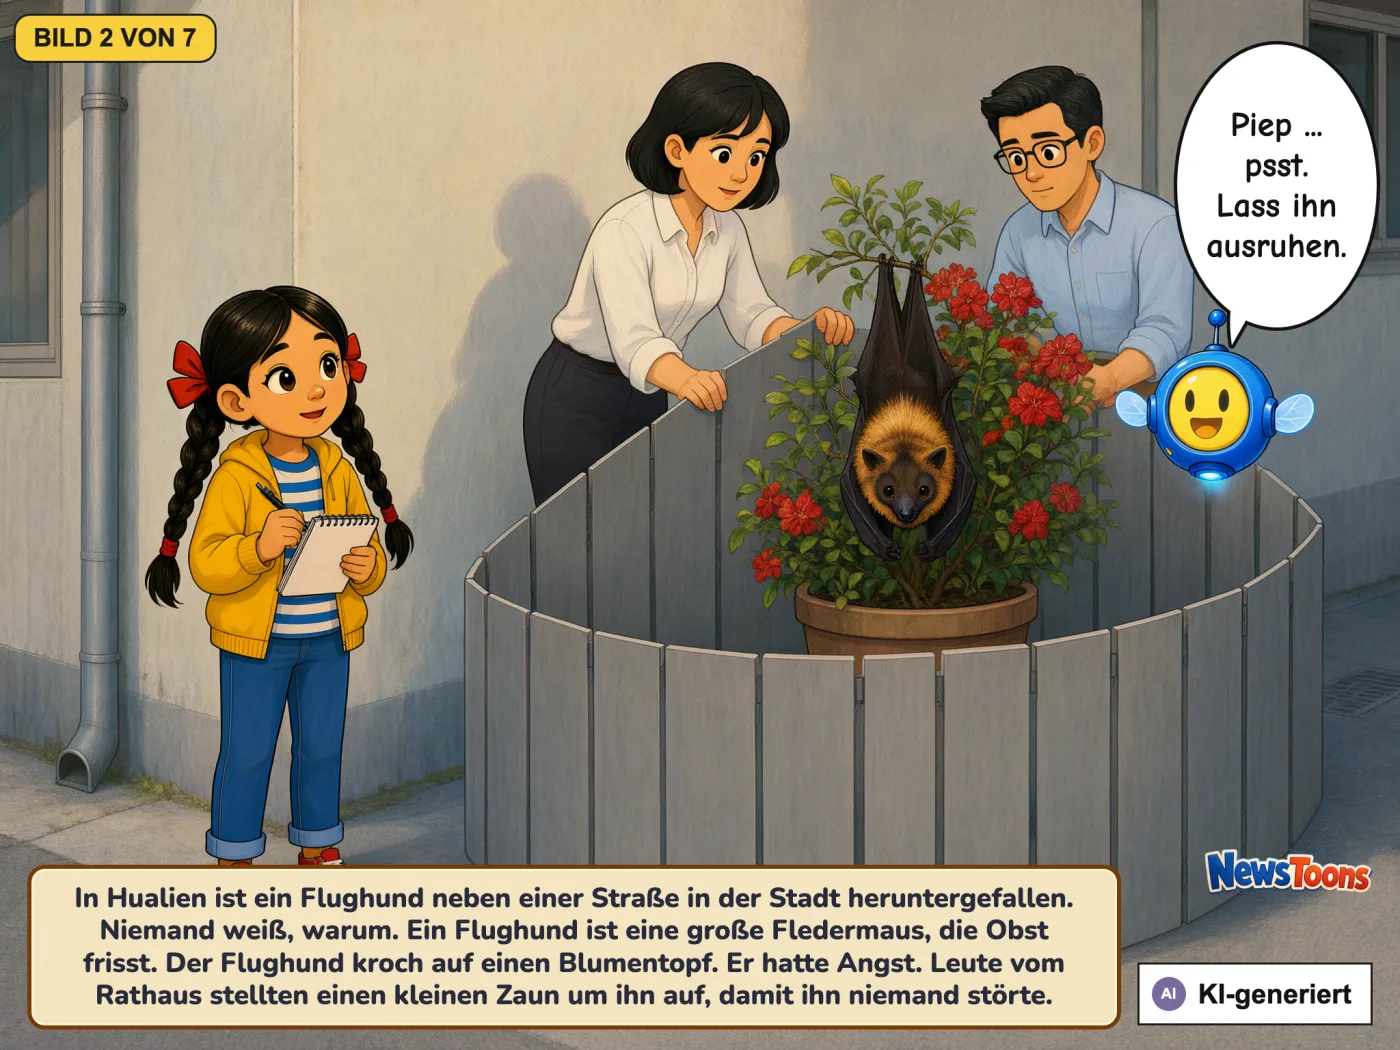 BILD 2 VON 7
Piep ...
psst.
Lass ihn
ausruhen.
NewsToons
In Hualien ist ein Flughund neben einer Straße in der Stadt heruntergefallen.
Niemand weiß, warum. Ein Flughund ist eine große Fledermaus, die Obst
frisst. Der Flughund kroch auf einen Blumentopf. Er hatte Angst. Leute vom
Rathaus stellten einen kleinen Zaun um ihn auf, damit ihn niemand störte.
AI KI-generiert